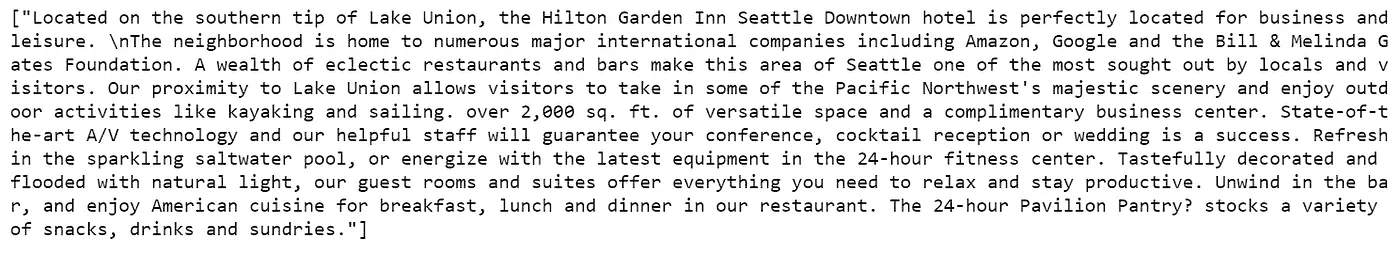 ["Located on the southern tip of Lake Union, the Hilton Garden Inn Seattle Downtown hotel is perfectly located for business and
leisure. \nThe neighborhood is home to numerous major international companies including Amazon, Google and the Bill & Melinda G
ates Foundation. A wealth of eclectic restaurants and bars make this area of Seattle one of the most sought out by locals and v
isitors. Our proximity to Lake Union allows visitors to take in some of the Pacific Northwest's majestic scenery and enjoy outd
oor activities like kayaking and sailing. over 2,000 sq. ft. of versatile space and a complimentary business center. State-of-t
he-art A/V technology and our helpful staff will guarantee your conference, cocktail reception or wedding is a success. Refresh
in the sparkling saltwater pool, or energize with the latest equipment in the 24-hour fitness center. Tastefully decorated and
flooded with natural light, our guest rooms and suites offer everything you need to relax and stay productive. Unwind in the ba
r, and enjoy American cuisine for breakfast, lunch and dinner in our restaurant. The 24-hour Pavilion Pantry? stocks a variety
of snacks, drinks and sundries."]